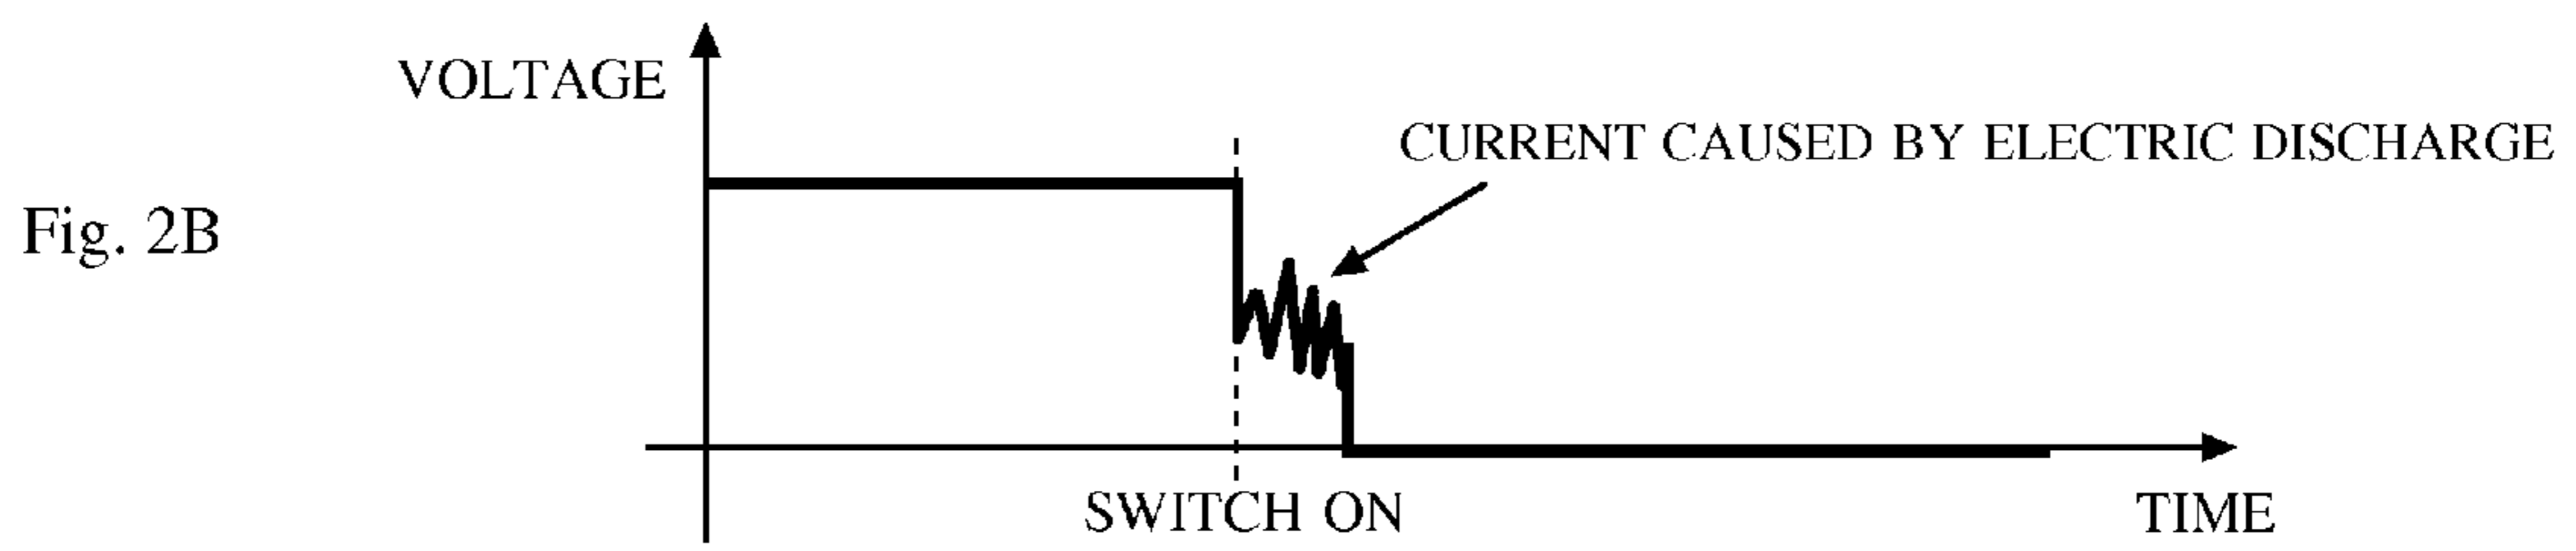 VOLTAGE
CURRENT CAUSED BY ELECTRIC DISCHARGE
Fig. 2B
SWITCH ON
TIME